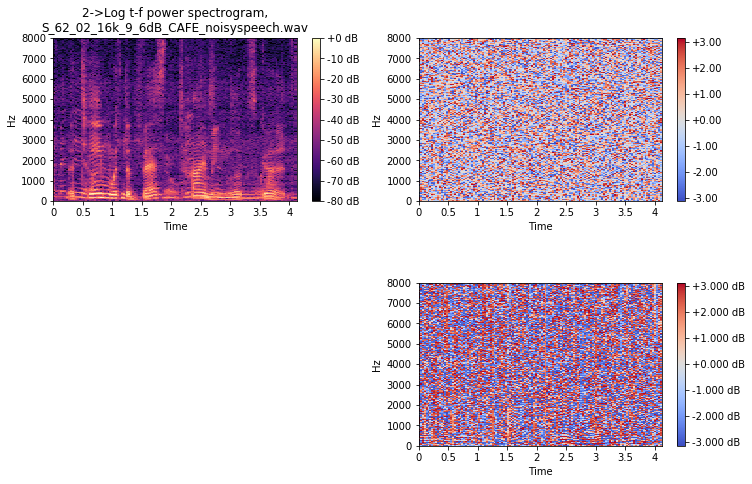 2->Log t-f power spectrogram,
S_62_02_16k_9_6dB_CAFE_noisyspeech.wav
Hz
8000
7000
6000
5000
4000
3000
2000
1000
0
0 0.5 1 1.5 2 2.5 3 3.5 4
Time
+0 dB
-10 dB
-20 dB
-30 dB
-40 dB
-50 dB
-60 dB
-70 dB
-80 dB
Hz
8000
7000
6000
5000
4000
3000
2000
1000
0
0 0.5 1 1.5 2 2.5 3 3.5 4
Time
+3.00
+2.00
+1.00
+0.00
-1.00
-2.00
-3.00
Hz
8000
7000
6000
5000
4000
3000
2000
1000
0
0 0.5 1 1.5 2 2.5 3 3.5 4
Time
+3.000 dB
+2.000 dB
+1.000 dB
+0.000 dB
-1.000 dB
-2.000 dB
-3.000 dB